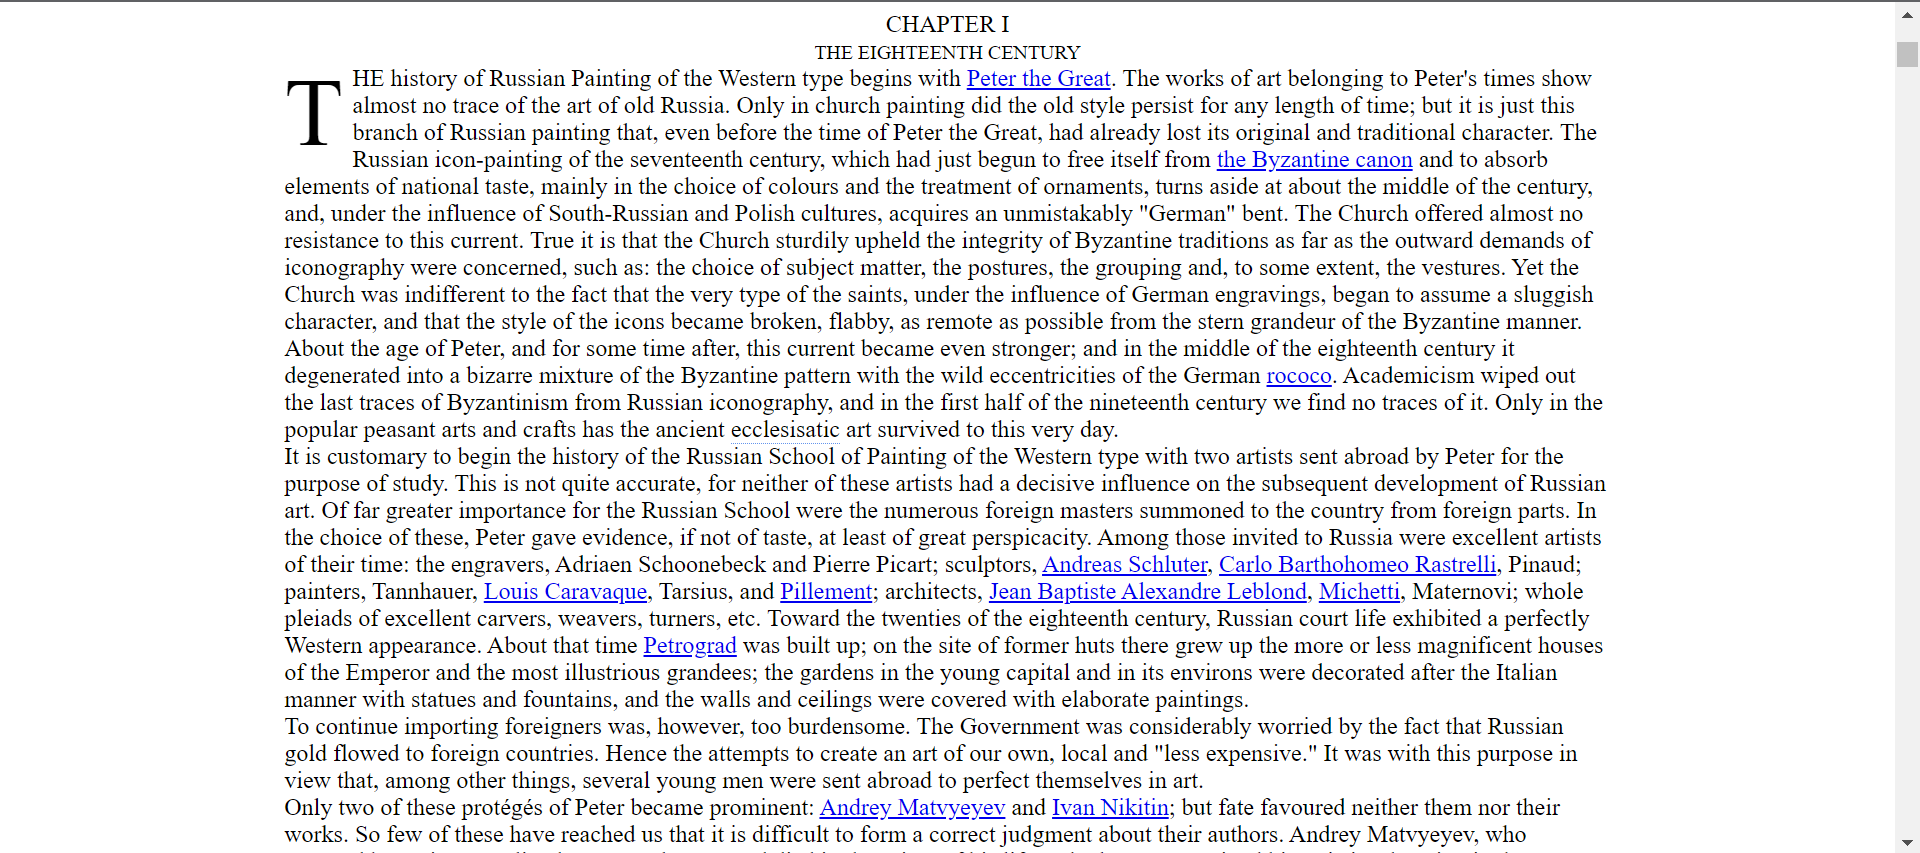 CHAPTER I
THE EIGHTEENTH CENTURY
THE history of Russian Painting of the Western type begins with Peter the Great. The works of art belonging to Peter's times show
almost no trace of the art of old Russia. Only in church painting did the old style persist for any length of time; but it is just this
branch of Russian painting that, even before the time of Peter the Great, had already lost its original and traditional character. The
Russian icon-painting of the seventeenth century, which had just begun to free itself from the Byzantine canon and to absorb
elements of national taste, mainly in the choice of colours and the treatment of ornaments, turns aside at about the middle of the century,
and, under the influence of South-Russian and Polish cultures, acquires an unmistakably "German" bent. The Church offered almost no
resistance to this current. True it is that the Church sturdily upheld the integrity of Byzantine traditions as far as the outward demands of
iconography were concerned, such as: the choice of subject matter, the postures, the grouping and, to some extent, the vestures. Yet the
Church was indifferent to the fact that the very type of the saints, under the influence of German engravings, began to assume a sluggish
character, and that the style of the icons became broken, flabby, as remote as possible from the stern grandeur of the Byzantine manner.
About the age of Peter, and for some time after, this current became even stronger; and in the middle of the eighteenth century it
degenerated into a bizarre mixture of the Byzantine pattern with the wild eccentricities of the German rococo. Academicism wiped out
the last traces of Byzantinism from Russian iconography, and in the first half of the nineteenth century we find no traces of it. Only in the
popular peasant arts and crafts has the ancient ecclesisatic art survived to this very day.
It is customary to begin the history of the Russian School of Painting of the Western type with two artists sent abroad by Peter for the
purpose of study. This is not quite accurate, for neither of these artists had a decisive influence on the subsequent development of Russian
art. Of far greater importance for the Russian School were the numerous foreign masters summoned to the country from foreign parts. In
the choice of these, Peter gave evidence, if not of taste, at least of great perspicacity. Among those invited to Russia were excellent artists
of their time: the engravers, Adriaen Schoonebeck and Pierre Picart; sculptors, Andreas Schluter, Carlo Barthohomeo Rastrelli, Pinaud;
painters, Tannhauer, Louis Caravaque, Tarsius, and Pillement; architects, Jean Baptiste Alexandre Leblond, Michetti, Maternovi; whole
pleiads of excellent carvers, weavers, turners, etc. Toward the twenties of the eighteenth century, Russian court life exhibited a perfectly
Western appearance. About that time Petrograd was built up; on the site of former huts there grew up the more or less magnificent houses
of the Emperor and the most illustrious grandees; the gardens in the young capital and in its environs were decorated after the Italian
manner with statues and fountains, and the walls and ceilings were covered with elaborate paintings.
To continue importing foreigners was, however, too burdensome. The Government was considerably worried by the fact that Russian
gold flowed to foreign countries. Hence the attempts to create an art of our own, local and "less expensive." It was with this purpose in
view that, among other things, several young men were sent abroad to perfect themselves in art.
Only two of these protégés of Peter became prominent: Andrey Matvyeyev and Ivan Nikitin; but fate favoured neither them nor their
works. So few of these have reached us that it is difficult to form a correct judgment about their authors. Andrey Matvyeyev, who